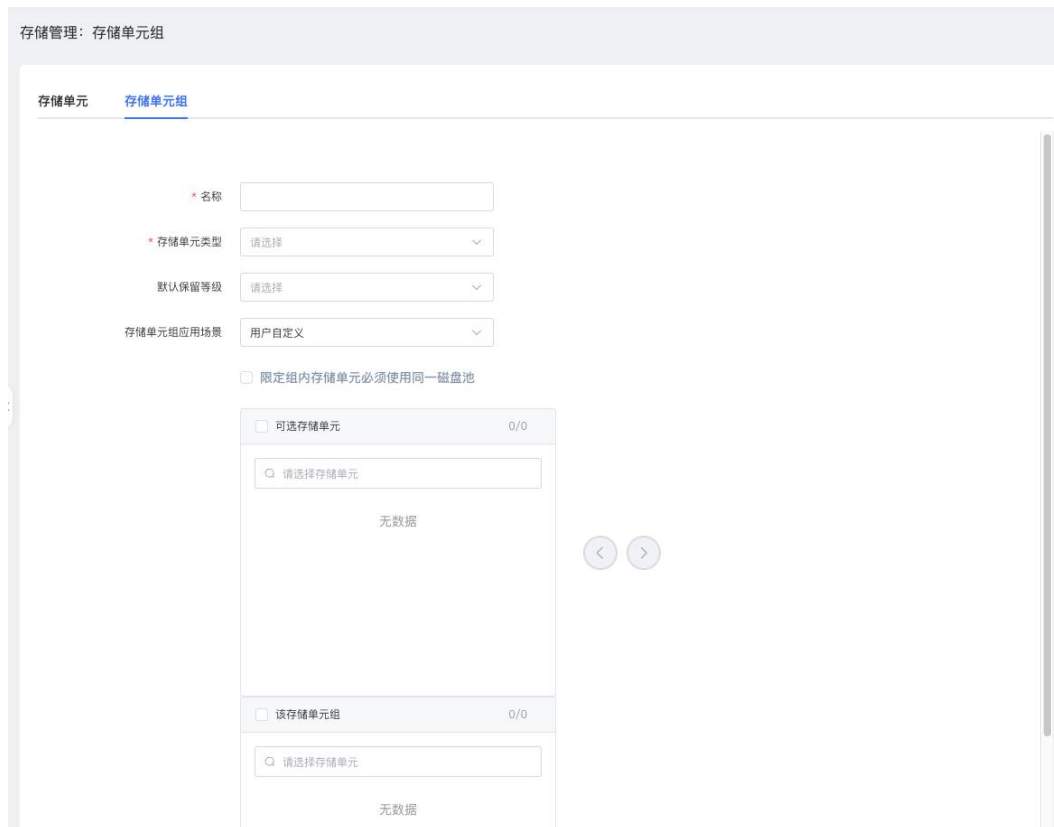 存储管理：存储单元组
存储单元 存储单元组
* 名称
* 存储单元类型 请选择
默认保留等级 请选择
存储单元组应用场景 用户自定义
限定组内存储单元必须使用同一磁盘池
可选存储单元 0/0
请选择存储单元
无数据
该存储单元组 0/0
请选择存储单元
无数据